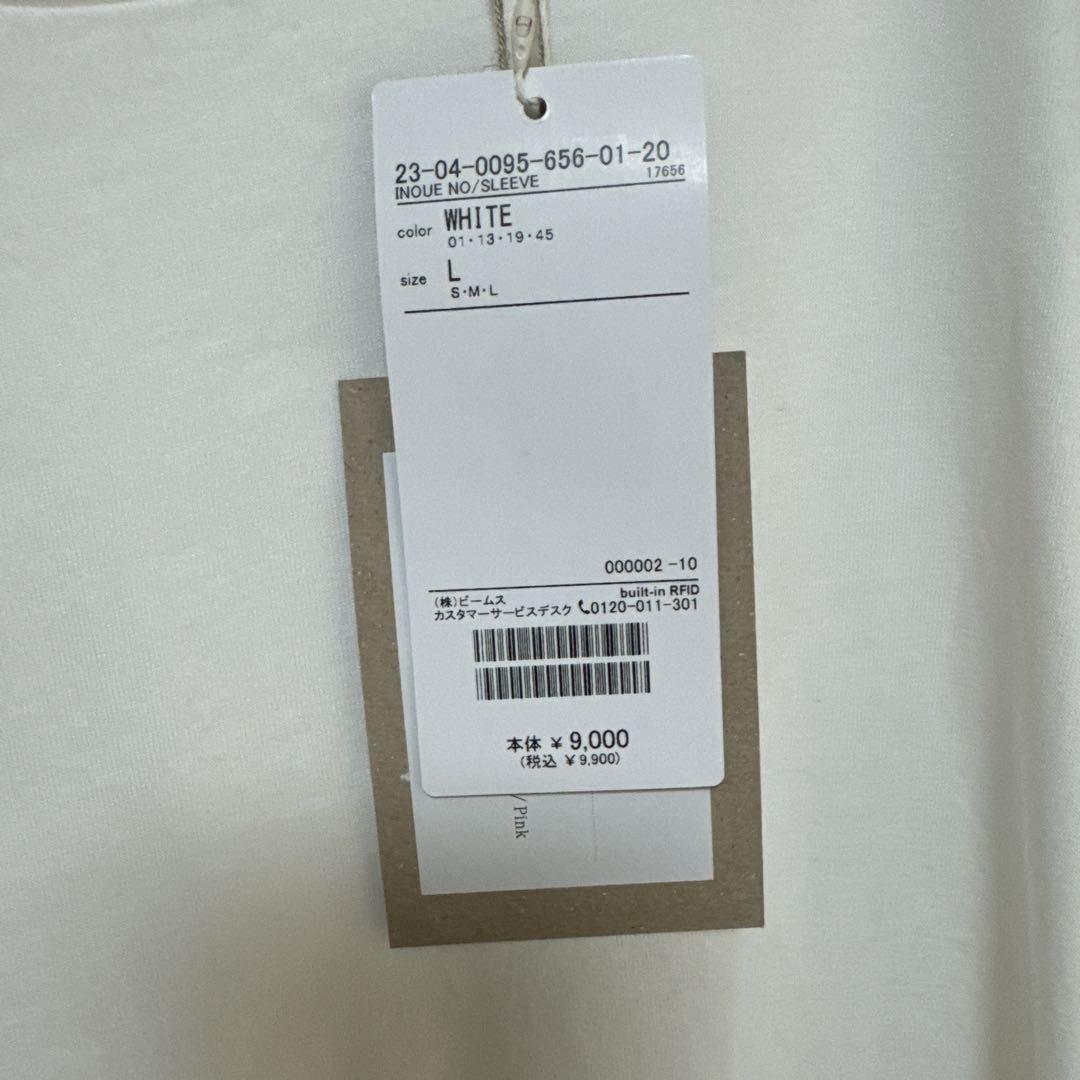 23-04-0095-656-01-20
INOUE NO/SLEEVE 17656
color WHITE
01・13・19・45
size L
S・M・L
000002 -10
built-in RFID
(株)ビームス
カスタマーサービスデスク 0120-011-301
本体 ¥ 9,000
(税込 ¥ 9,900)
/Pink